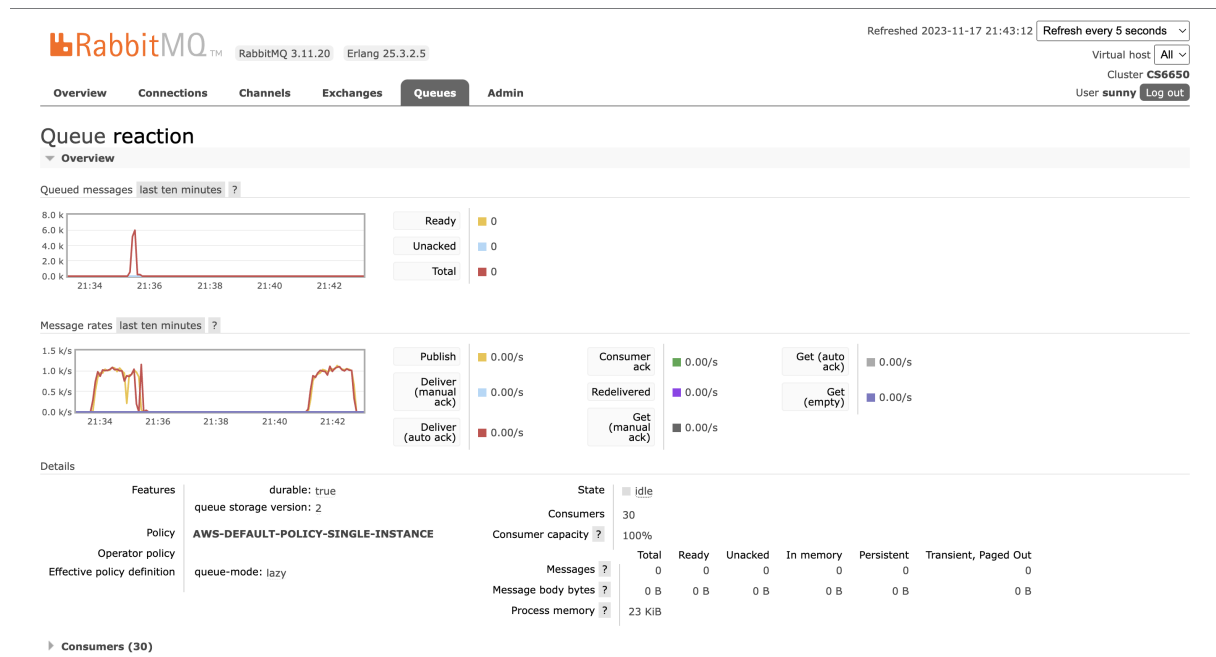 Refreshed 2023-11-17 21:43:12 Refresh every 5 seconds
RabbitMQ TM RabbitMQ 3.11.20 Erlang 25.3.2.5
Virtual host All
Cluster CS6650
User sunny Log out
Overview Connections Channels Exchanges Queues Admin
Queue reaction
Overview
Queued messages last ten minutes ?
8.0 k
6.0 k
4.0 k
2.0 k
0.0 k
21:34 21:36 21:38 21:40 21:42
Ready 0
Unacked 0
Total 0
Message rates last ten minutes ?
1.5 k/s
1.0 k/s
0.5 k/s
0.0 k/s
21:34 21:36 21:38 21:40 21:42
Publish 0.00/s
Deliver
(manual
ack) 0.00/s
Deliver
(auto ack) 0.00/s
Consumer
ack 0.00/s
Redelivered 0.00/s
Get
(manual
ack) 0.00/s
Get (auto
ack) 0.00/s
Get
(empty) 0.00/s
Details
Features durable: true
queue storage version: 2
Policy AWS-DEFAULT-POLICY-SINGLE-INSTANCE
Operator policy
Effective policy definition queue-mode: lazy
State idle
Consumers 30
Consumer capacity ? 100%
Total Ready Unacked In memory Persistent Transient, Paged Out
Messages ? 0 0 0 0 0 0
Message body bytes ? 0 B 0 B 0 B 0 B 0 B 0 B
Process memory ? 23 KiB
Consumers (30)